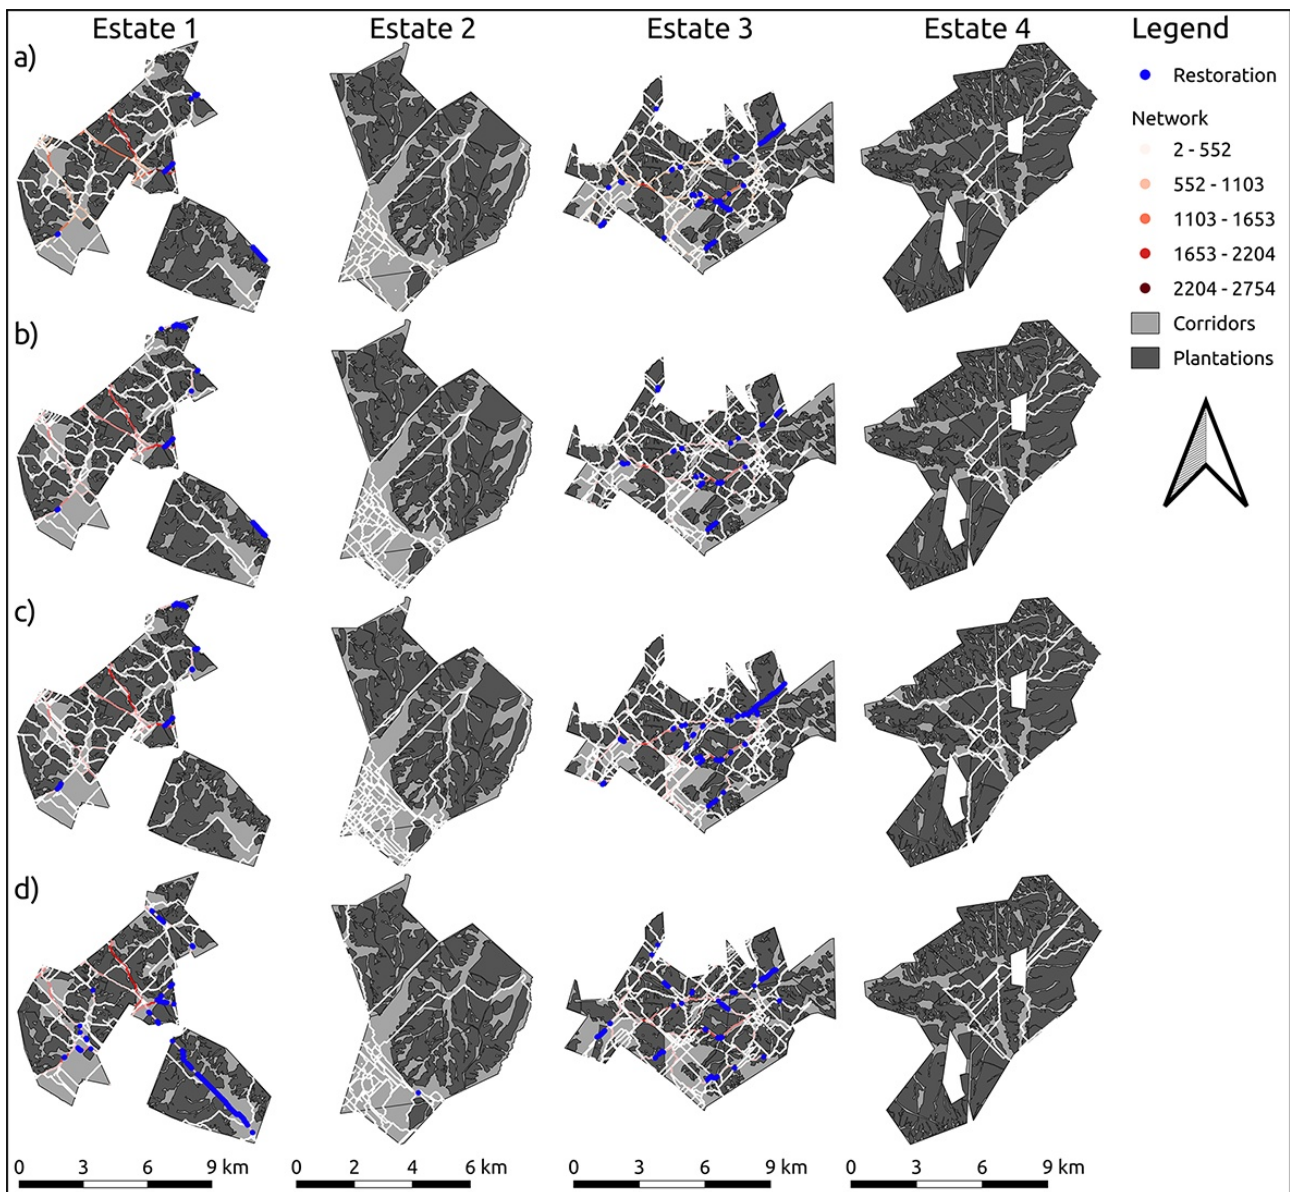 Estate 1 Estate 2 Estate 3 Estate 4 Legend
a)
Restoration
Network
2 - 552
552 - 1103
1103 - 1653
1653 - 2204
2204 - 2754
Corridors
b)
Plantations
c)
d)
0 3 6 9 km 0 2 4 6 km 0 3 6 9 km 0 3 6 9 km